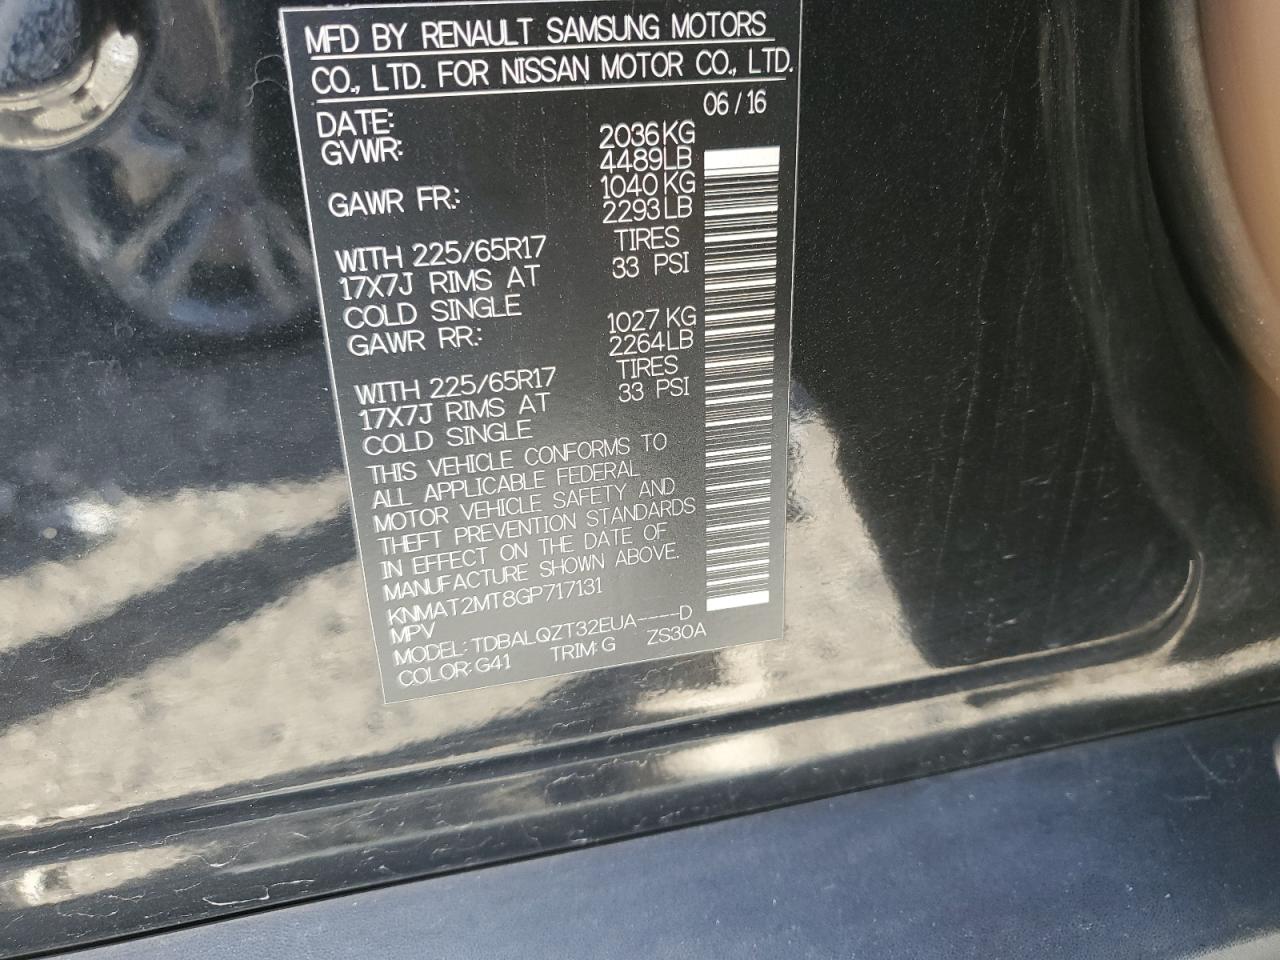 MFD BY RENAULT SAMSUNG MOTORS
CO., LTD. FOR NISSAN MOTOR CO., LTD.
DATE: 06 / 16
GVWR: 2036KG
4489LB
GAWR FR.: 1040KG
2293LB
WITH 225/65R17 TIRES
17X7J RIMS AT 33 PSI
COLD SINGLE
GAWR RR.: 1027KG
2264LB
WITH 225/65R17 TIRES
17X7J RIMS AT 33 PSI
COLD SINGLE
THIS VEHICLE CONFORMS TO
ALL APPLICABLE FEDERAL
MOTOR VEHICLE SAFETY AND
THEFT PREVENTION STANDARDS
IN EFFECT ON THE DATE OF
MANUFACTURE SHOWN ABOVE.
KNMAT2MT8GP717131
MPV
MODEL: TDBALQZT32EUA-----D
COLOR: G41 TRIM: G ZS30A